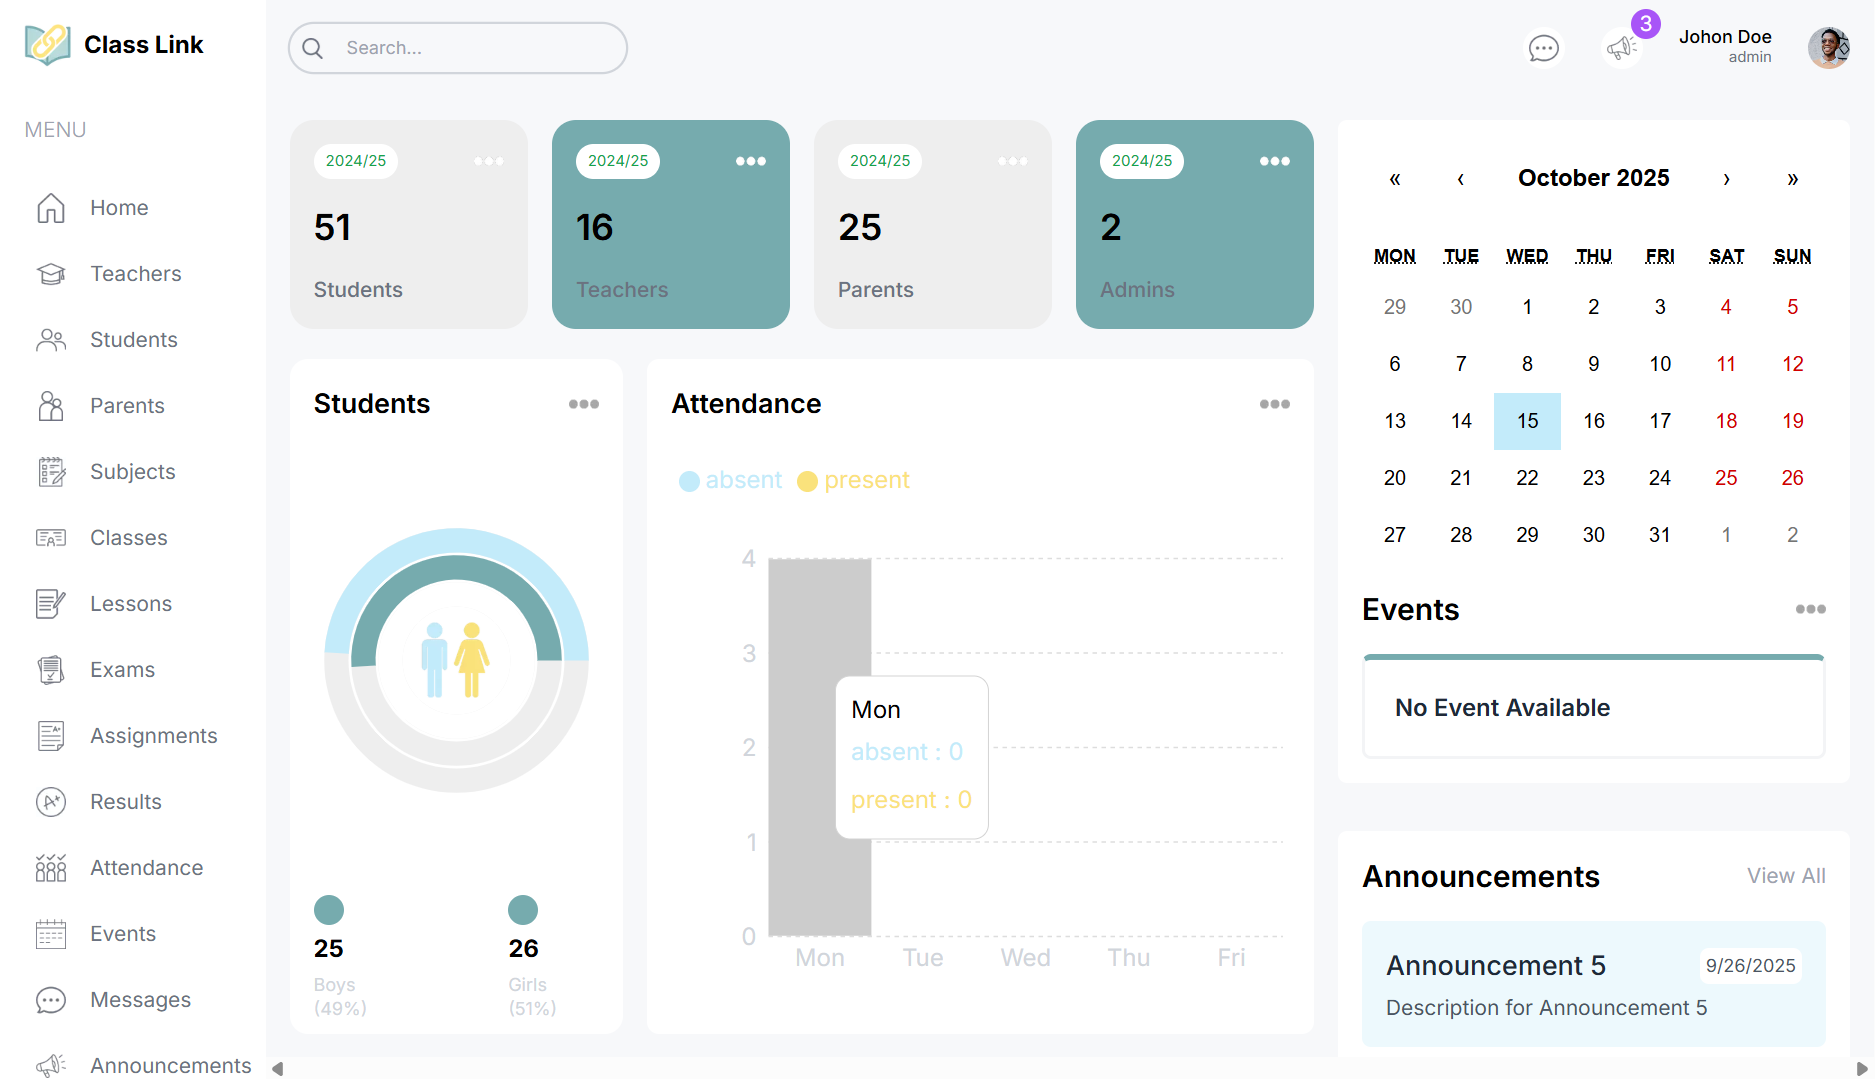 Class Link
Search...
3
Johon Doe
admin
MENU
Home
Teachers
Students
Parents
Subjects
Classes
Lessons
Exams
Assignments
Results
Attendance
Events
Messages
Announcements
2024/25
51
Students
2024/25
16
Teachers
2024/25
25
Parents
2024/25
2
Admins
Students
25
Boys
(49%)
26
Girls
(51%)
Attendance
absent present
4
3
2
1
0
Mon
absent : 0
present : 0
Mon Tue Wed Thu Fri
« ‹ October 2025 › »
MON TUE WED THU FRI SAT SUN
29 30 1 2 3 4 5
6 7 8 9 10 11 12
13 14 15 16 17 18 19
20 21 22 23 24 25 26
27 28 29 30 31 1 2
Events
No Event Available
Announcements View All
Announcement 5 9/26/2025
Description for Announcement 5